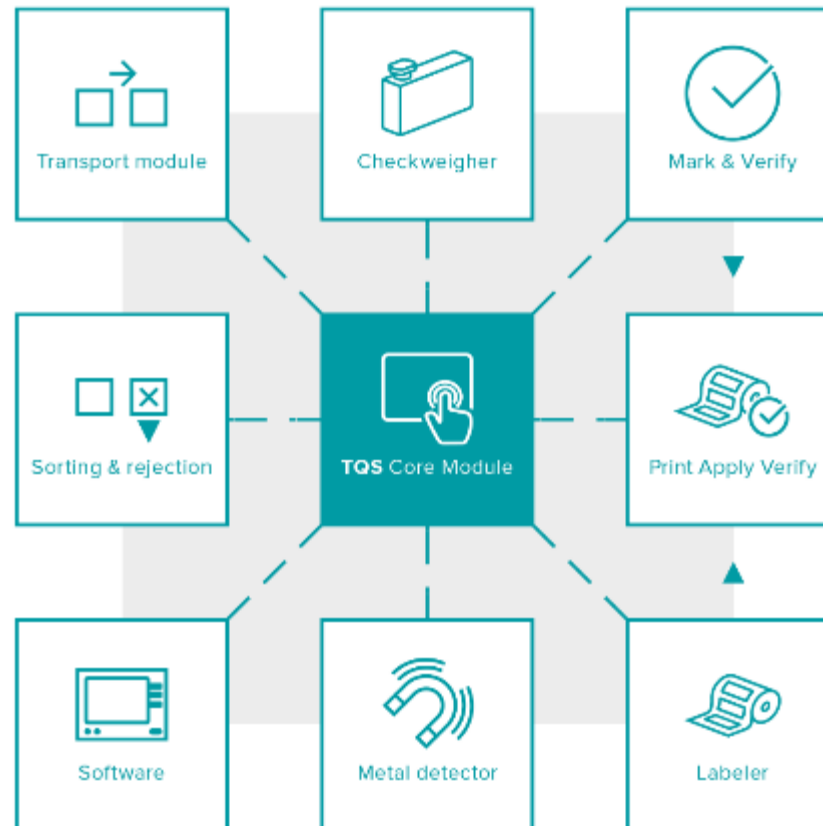 Transport module
Checkweigher
Mark & Verify
Sorting & rejection
TQS Core Module
Print Apply Verify
Software
Metal detector
Labeler